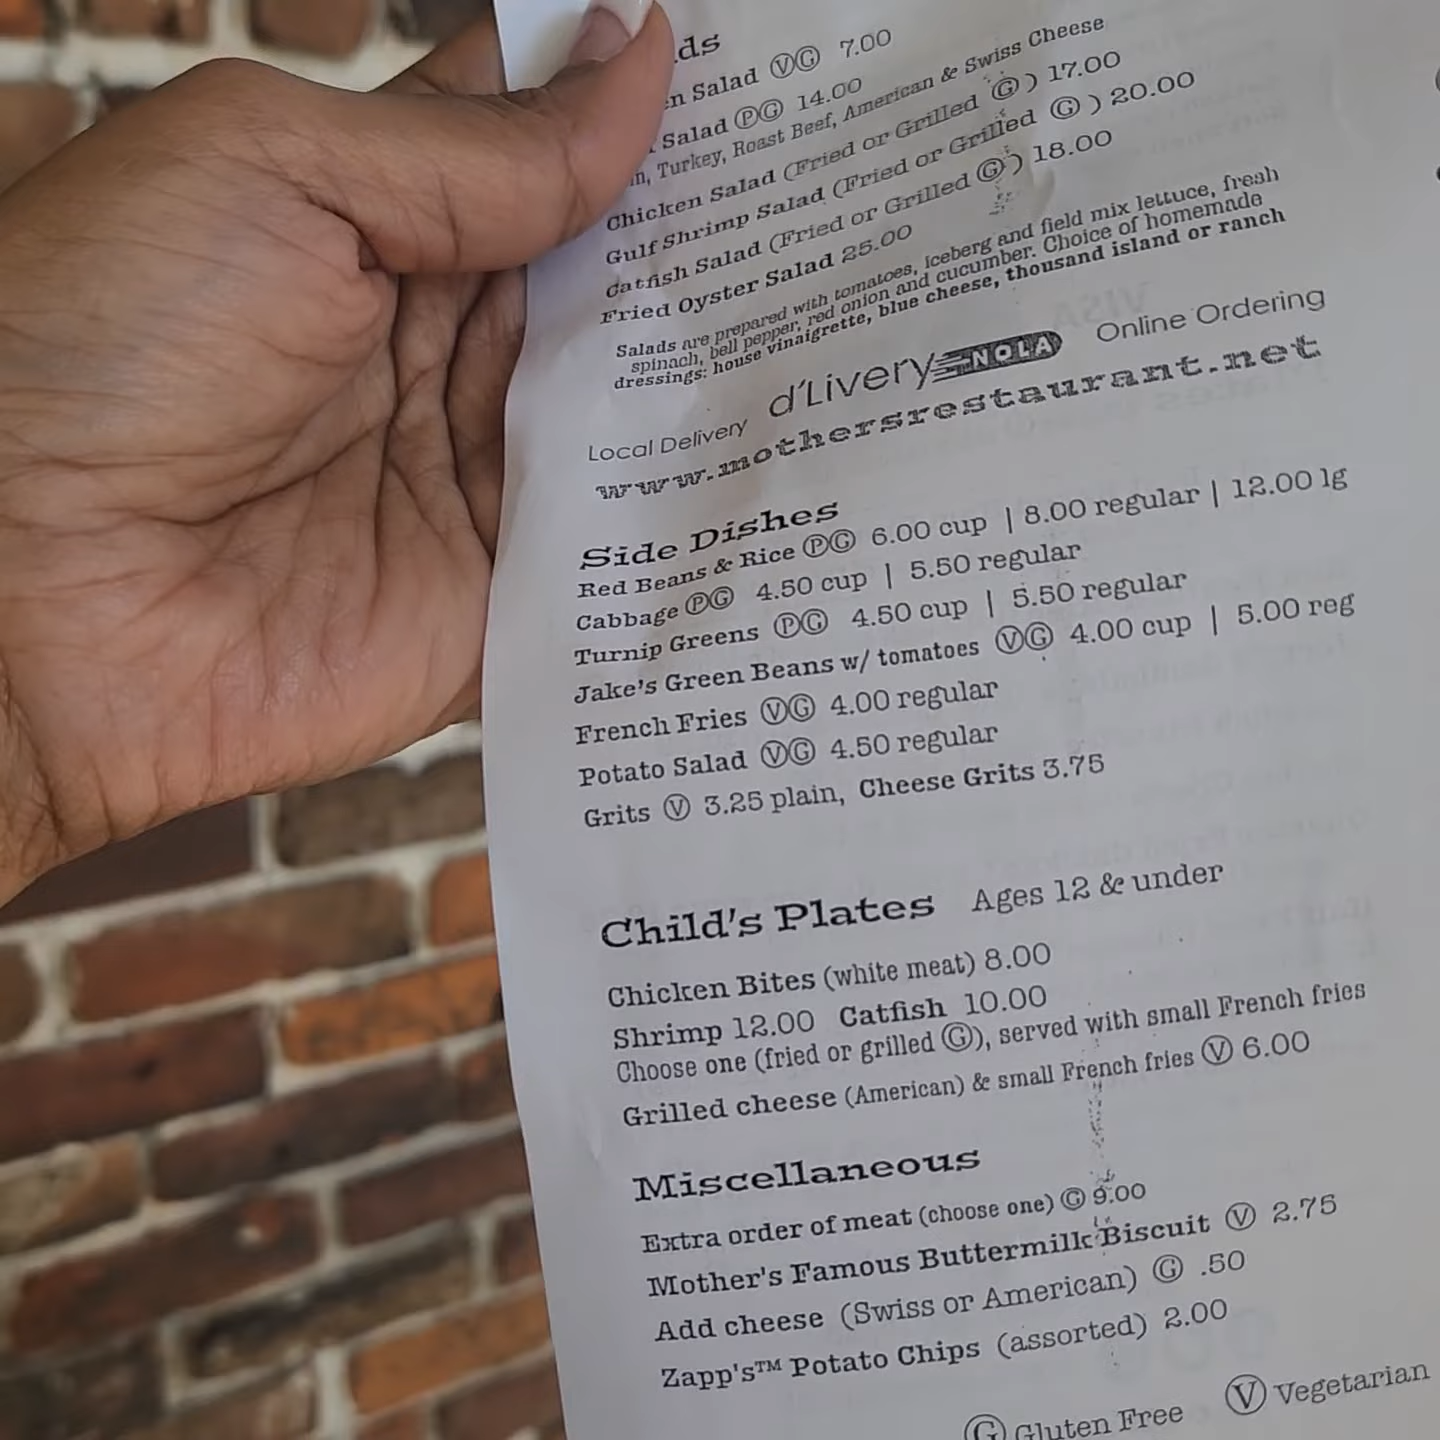 Salad Ⓥ Ⓖ 7.00
Salad Ⓟ Ⓖ 14.00
Turkey, Roast Beef, American & Swiss Cheese
Chicken Salad (Fried or Grilled Ⓖ) 17.00
Gulf Shrimp Salad (Fried or Grilled Ⓖ) 20.00
Catfish Salad (Fried or Grilled Ⓖ) 18.00
Fried Oyster Salad 25.00
Salads are prepared with tomatoes, iceberg and field mix lettuce, fresh
spinach, bell pepper, red onion and cucumber. Choice of homemade
dressings: house vinaigrette, blue cheese, thousand island or ranch
Local Delivery d'Livery NOLA Online Ordering
www.mothersrestaurant.net
Side Dishes
Red Beans & Rice Ⓟ Ⓖ 6.00 cup | 8.00 regular | 12.00 lg
Cabbage Ⓟ Ⓖ 4.50 cup | 5.50 regular
Turnip Greens Ⓟ Ⓖ 4.50 cup | 5.50 regular
Jake's Green Beans w/ tomatoes Ⓥ Ⓖ 4.00 cup | 5.00 reg
French Fries Ⓥ Ⓖ 4.00 regular
Potato Salad Ⓥ Ⓖ 4.50 regular
Grits Ⓥ 3.25 plain, Cheese Grits 3.75
Child's Plates Ages 12 & under
Chicken Bites (white meat) 8.00
Shrimp 12.00 Catfish 10.00
Choose one (fried or grilled Ⓖ), served with small French fries
Grilled cheese (American) & small French fries Ⓥ 6.00
Miscellaneous
Extra order of meat (choose one) Ⓖ 9.00
Mother's Famous Buttermilk Biscuit Ⓥ 2.75
Add cheese (Swiss or American) Ⓖ .50
Zapp's™ Potato Chips (assorted) 2.00
Ⓖ Gluten Free Ⓥ Vegetarian